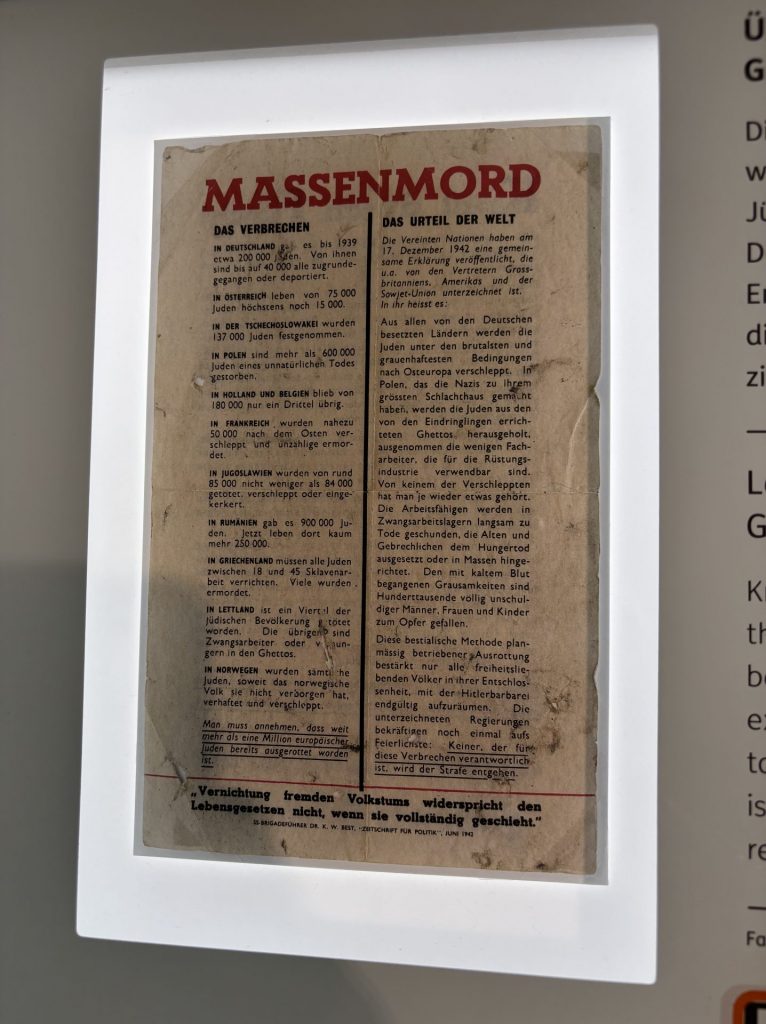 MASSENMORD
DAS VERBRECHEN
IN DEUTSCHLAND es bis 1939
etwa 200 000 Juden. Von ihnen
sind bis auf 40 000 alle zugrunde-
gegangen oder deportiert.
IN ÖSTERREICH leben von 75 000
Juden höchstens noch 15 000.
IN DER TSCHECHOSLOWAKEI wurden
137 000 Juden festgenommen.
IN POLEN sind mehr als 600 000
Juden eines unnatürlichen Todes
gestorben.
IN HOLLAND UND BELGIEN blieb von
180 000 nur ein Drittel übrig.
IN FRANKREICH wurden nahezu
50 000 nach dem Osten ver-
schleppt und unzählige ermor-
det.
IN JUGOSLAWIEN wurden von rund
85 000 nicht weniger als 84 000
getötet, verschleppt oder einge-
kerkert.
IN RUMÄNIEN gab es 900 000 Ju-
den. Jetzt leben dort kaum
mehr 250 000.
IN GRIECHENLAND müssen alle Juden
zwischen 18 und 45 Sklavenar-
beit verrichten. Viele wurden
ermordet.
IN LETTLAND ist ein Viertel der
Jüdischen Bevölkerung getötet
worden. Die übrigen sind
Zwangsarbeiter oder
gern in den Ghettos.
IN NORWEGEN wurden sämtliche
Juden, soweit das norwegische
Volk sie nicht verborgen hat,
verhaftet und verschleppt.
Man muss annehmen, dass weit
mehr als eine Million europäischer
Juden bereits ausgerottet worden
ist.
DAS URTEIL DER WELT
Die Vereinten Nationen haben am
17. Dezember 1942 eine gemein-
same Erklärung veröffentlicht, die
u.a. von den Vertretern Gross-
britanniens, Amerikas und der
Sowjet-Union unterzeichnet ist.
In ihr heisst es:
Aus allen von den Deutschen
besetzten Ländern werden die
Juden unter den brutalsten und
grauenhaftesten Bedingungen
nach Osteuropa verschleppt. In
Polen, das die Nazis zu ihrem
grössten Schlachthaus gemacht
haben, werden die Juden aus den
von den Eindringlingen errich-
teten Ghettos herausgeholt,
ausgenommen die wenigen Fach-
arbeiter, die für die Rüstungs-
industrie verwendbar sind.
Von keinem der Verschleppten
hat man je wieder etwas gehört.
Die Arbeitsfähigen werden in
Zwangsarbeitslagern langsam zu
Tode geschunden, die Alten und
Gebrechlichen dem Hungertod
ausgesetzt oder in Massen hinge-
richtet. Den mit kaltem Blut
begangenen Grausamkeiten sind
Hunderttausende völlig unschul-
diger Männer, Frauen und Kinder
zum Opfer gefallen.
Diese bestialische Methode plan-
mässig betriebener Ausrottung
bestärkt nur alle freiheitslie-
benden Völker in ihrer Entschlos-
senheit, mit der Hitlerbarbarei
endgültig aufzuräumen. Die
unterzeichneten Regierungen
bekräftigen noch einmal aufs
Feierlichste: Keiner, der für
diese Verbrechen verantwortlich
ist, wird der Strafe entgehen.
„Vernichtung fremden Volkstums widerspricht den
Lebensgesetzen nicht, wenn sie vollständig geschieht.”
SS-BRIGADEFÜHRER DR. K. W. BEST, "ZEITSCHRIFT FÜR POLITIK", JUNI 1942